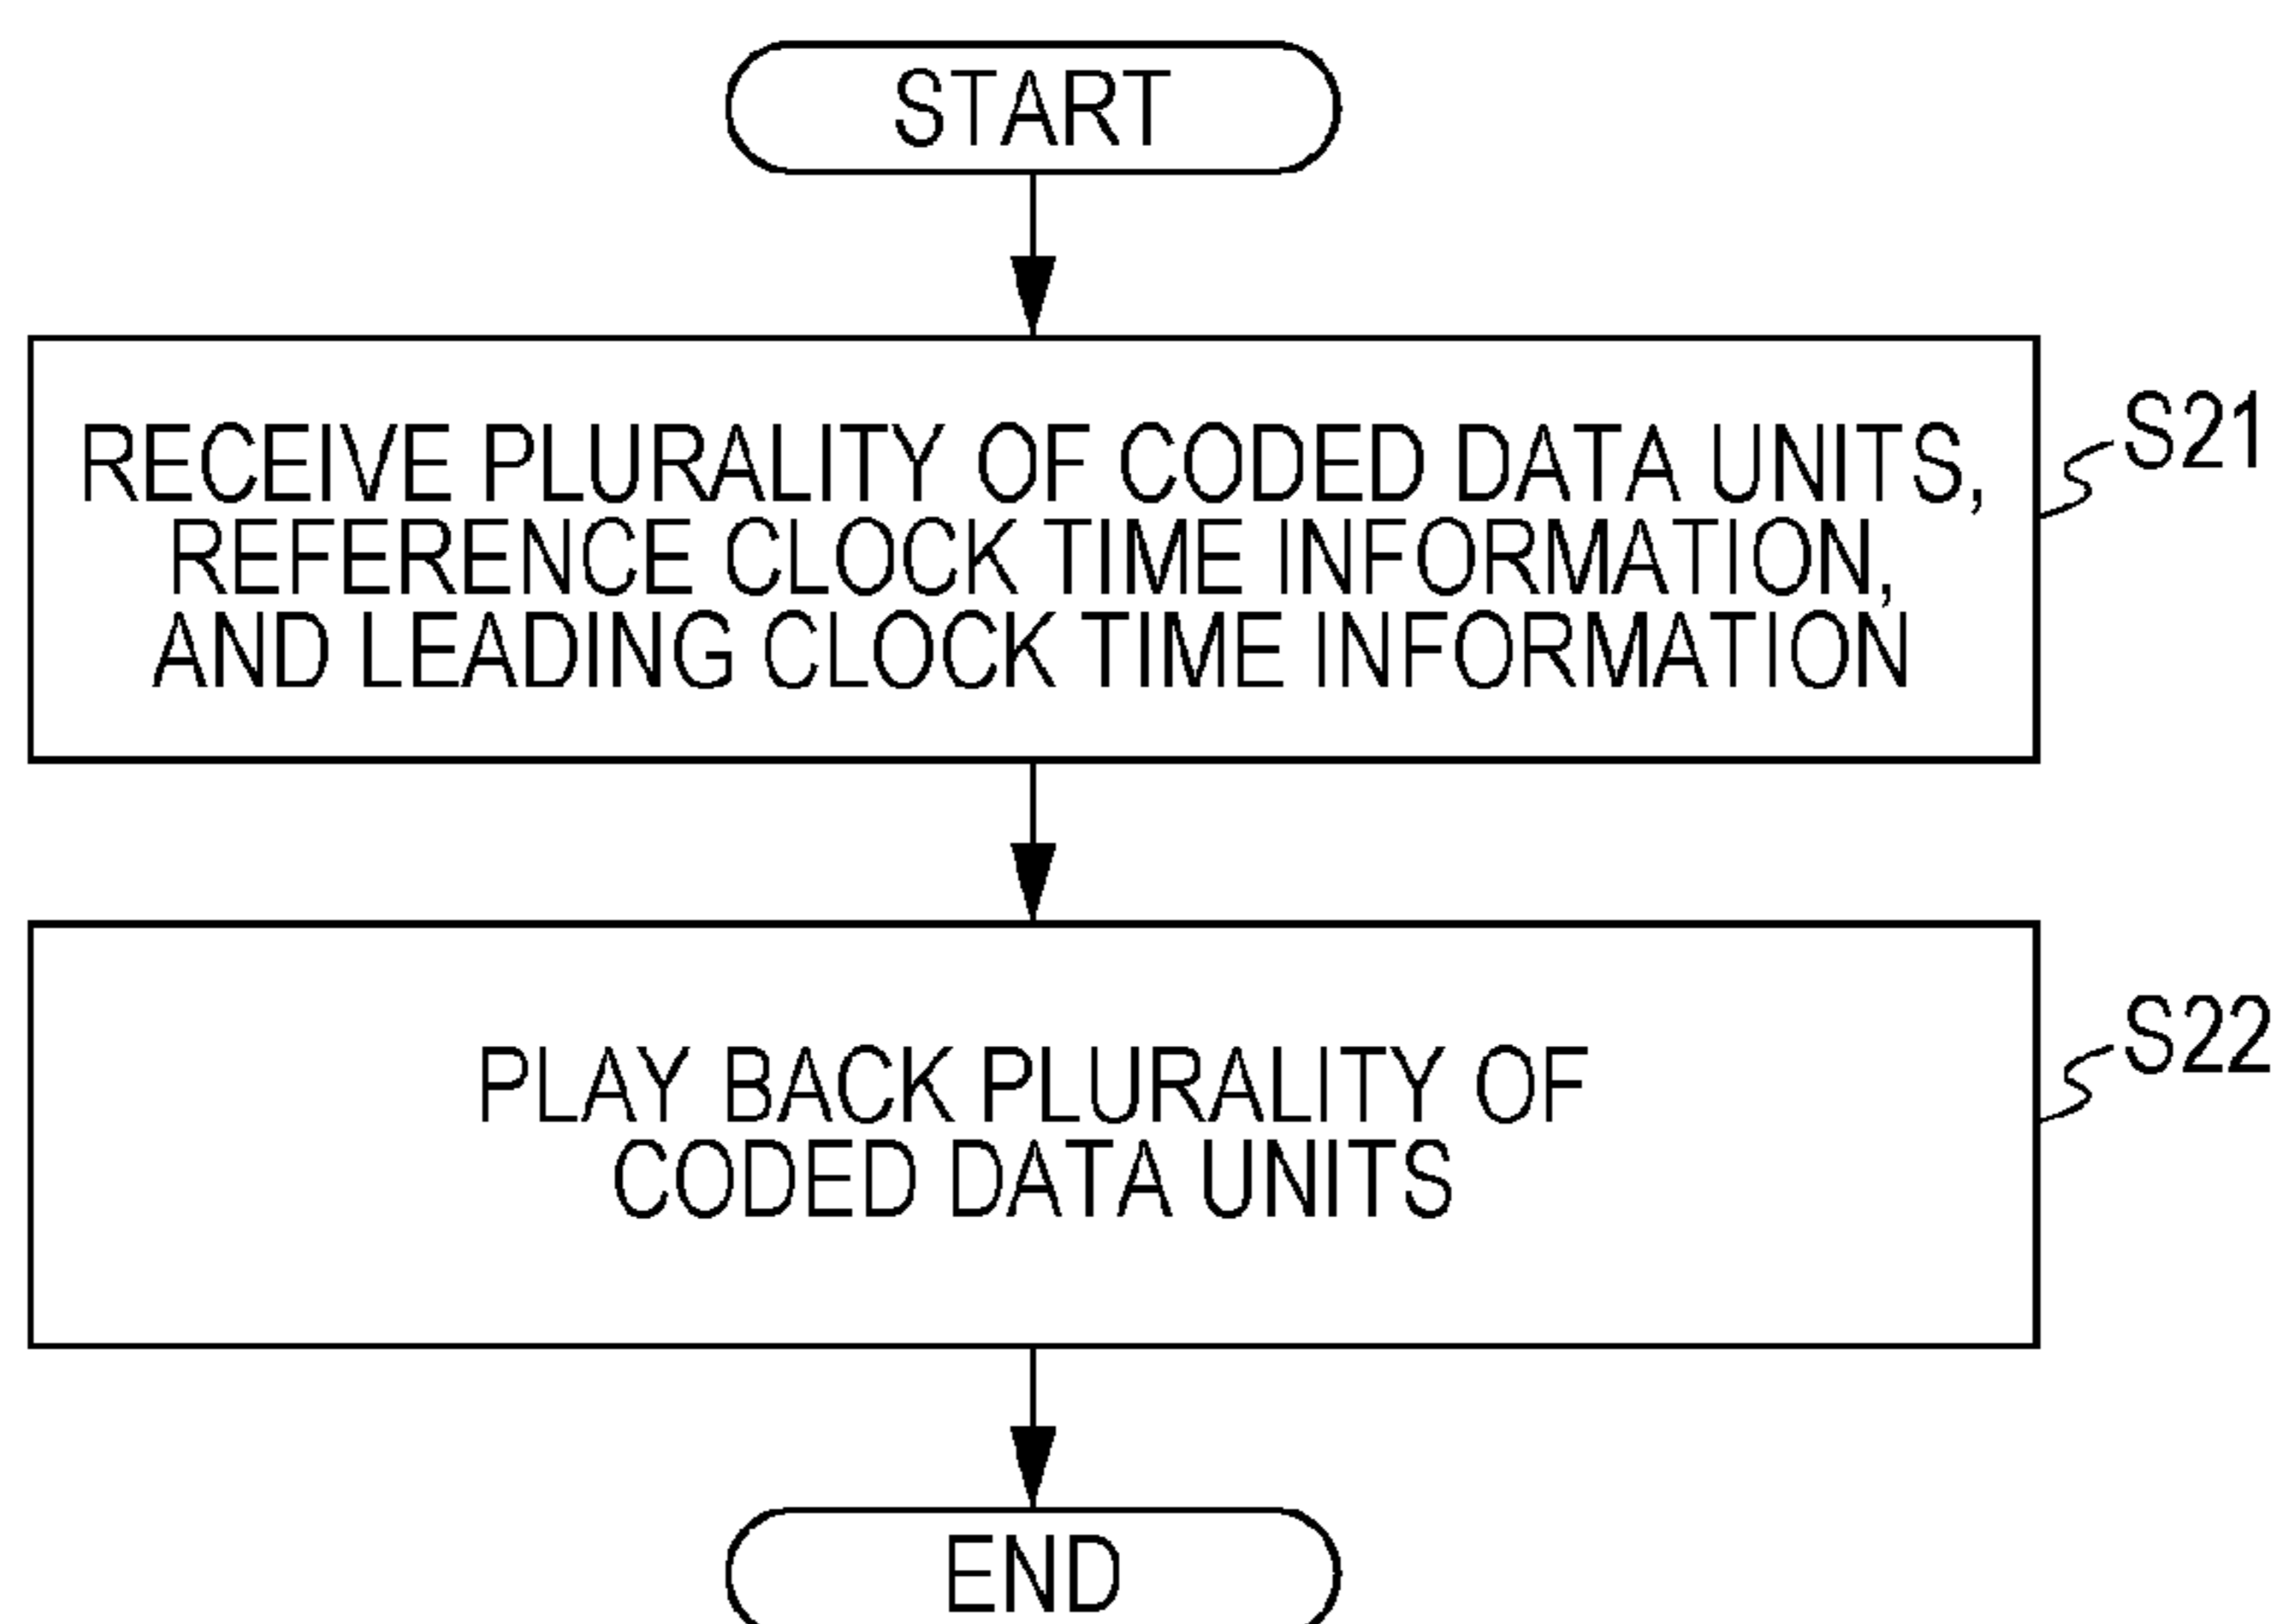 START
RECEIVE PLURALITY OF CODED DATA UNITS,
REFERENCE CLOCK TIME INFORMATION,
AND LEADING CLOCK TIME INFORMATION
S21
PLAY BACK PLURALITY OF
CODED DATA UNITS
S22
END